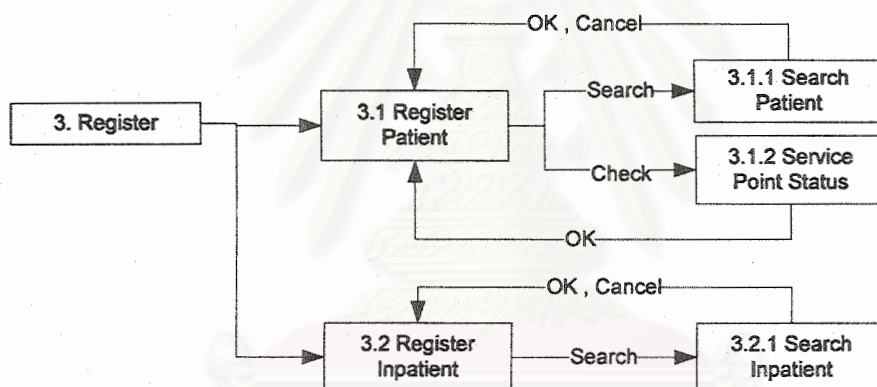 OK , Cancel
3. Register
3.1 Register
Patient
Search
3.1.1 Search
Patient
Check
3.1.2 Service
Point Status
OK
OK , Cancel
3.2 Register
Inpatient
Search
3.2.1 Search
Inpatient